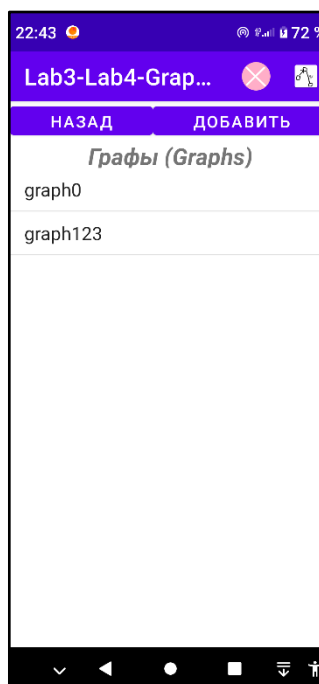 22:43 72 %
Lab3-Lab4-Grap...
НАЗАД ДОБАВИТЬ
Графы (Graphs)
graph0
graph123